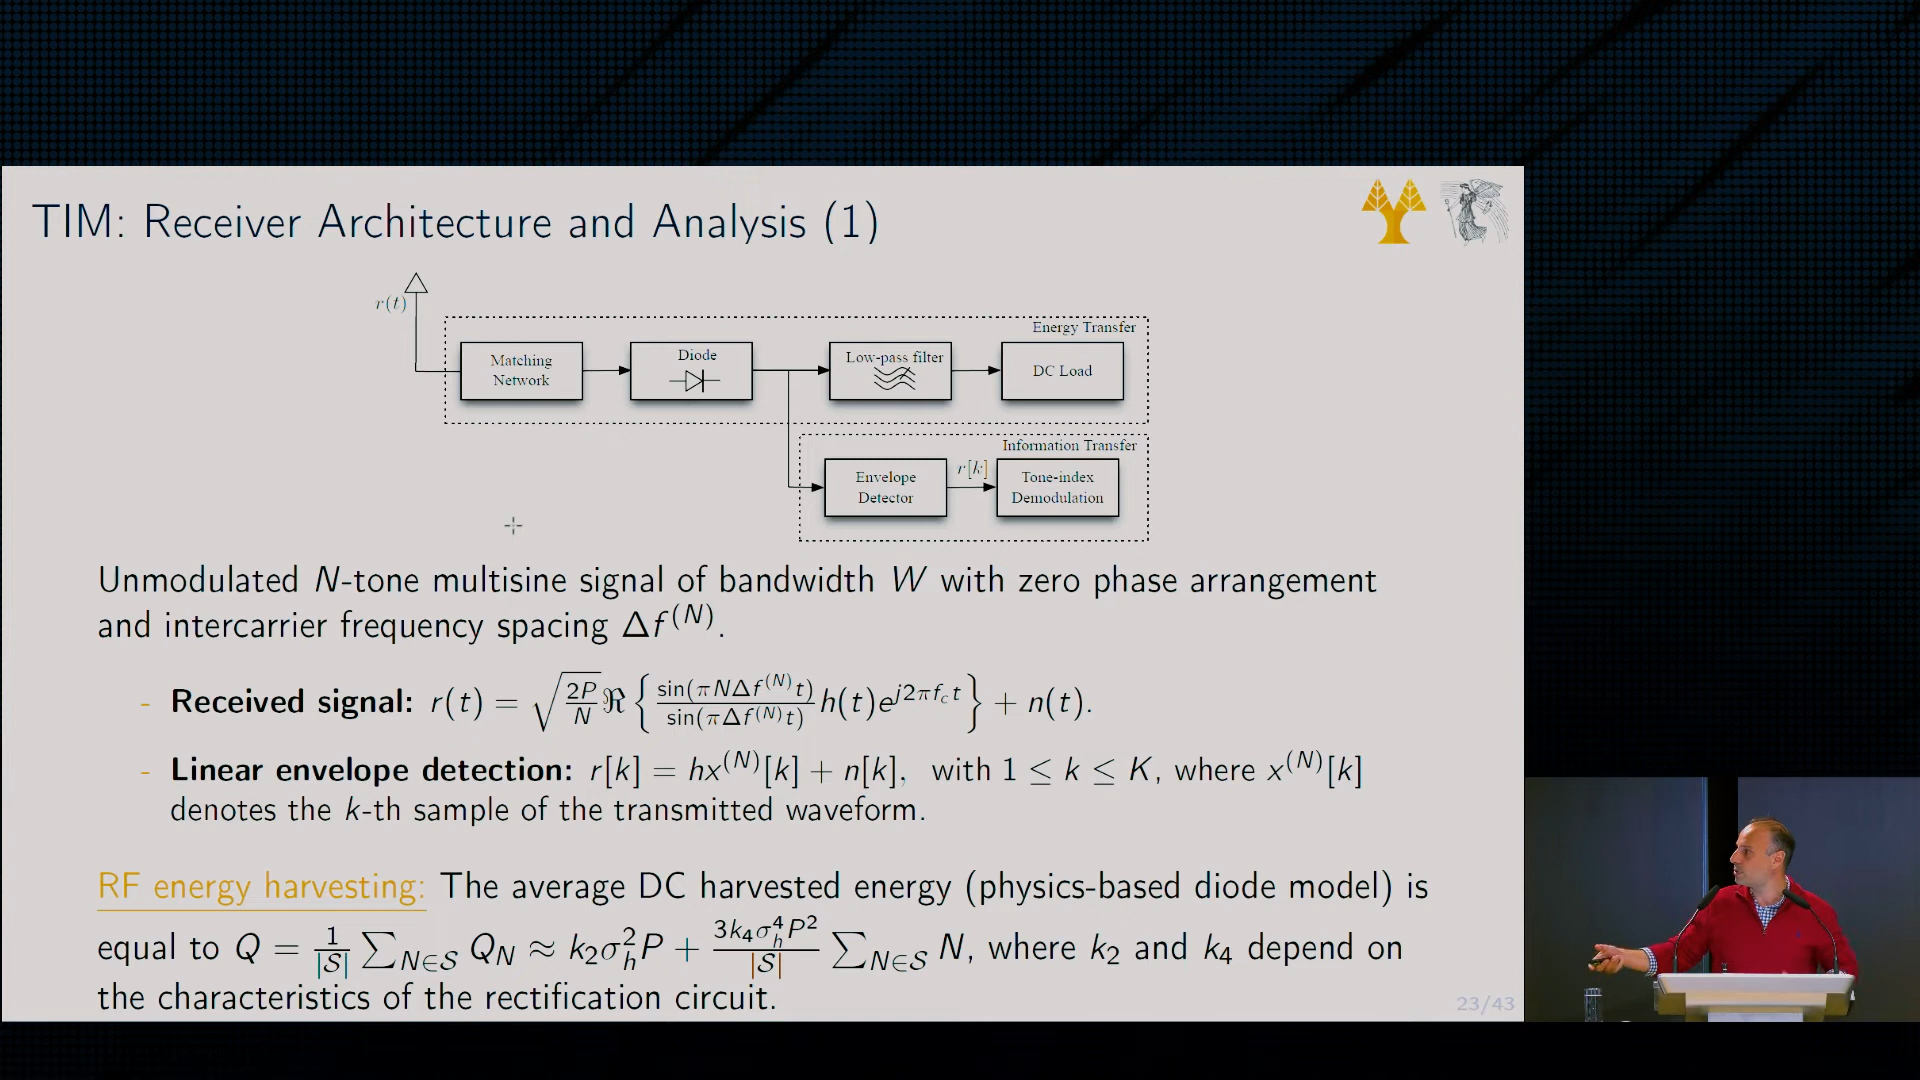 TIM: Receiver Architecture and Analysis (1)
r(t)
Energy Transfer
Matching
Network
Diode
Low-pass filter
DC Load
Information Transfer
Envelope
Detector
r[k]
Tone-index
Demodulation
Unmodulated N-tone multisine signal of bandwidth W with zero phase arrangement
and intercarrier frequency spacing Δf^(N).
- Received signal: r(t) = √(2P/N) ℜ { sin(πNΔf^(N)t) / sin(πΔf^(N)t) h(t)e^{j2πf_c t} } + n(t).
- Linear envelope detection: r[k] = hx^(N)[k] + n[k], with 1 ≤ k ≤ K, where x^(N)[k]
denotes the k-th sample of the transmitted waveform.
RF energy harvesting: The average DC harvested energy (physics-based diode model) is
equal to Q = 1/|S| ∑_{N∈S} Q_N ≈ k_2σ_h^2P + 3k_4σ_h^4P^2/|S| ∑_{N∈S} N, where k_2 and k_4 depend on
the characteristics of the rectification circuit.
23/43